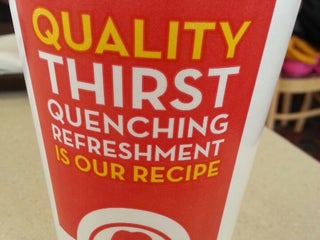 QUALITY
THIRST
QUENCHING
REFRESHMENT
IS OUR RECIPE